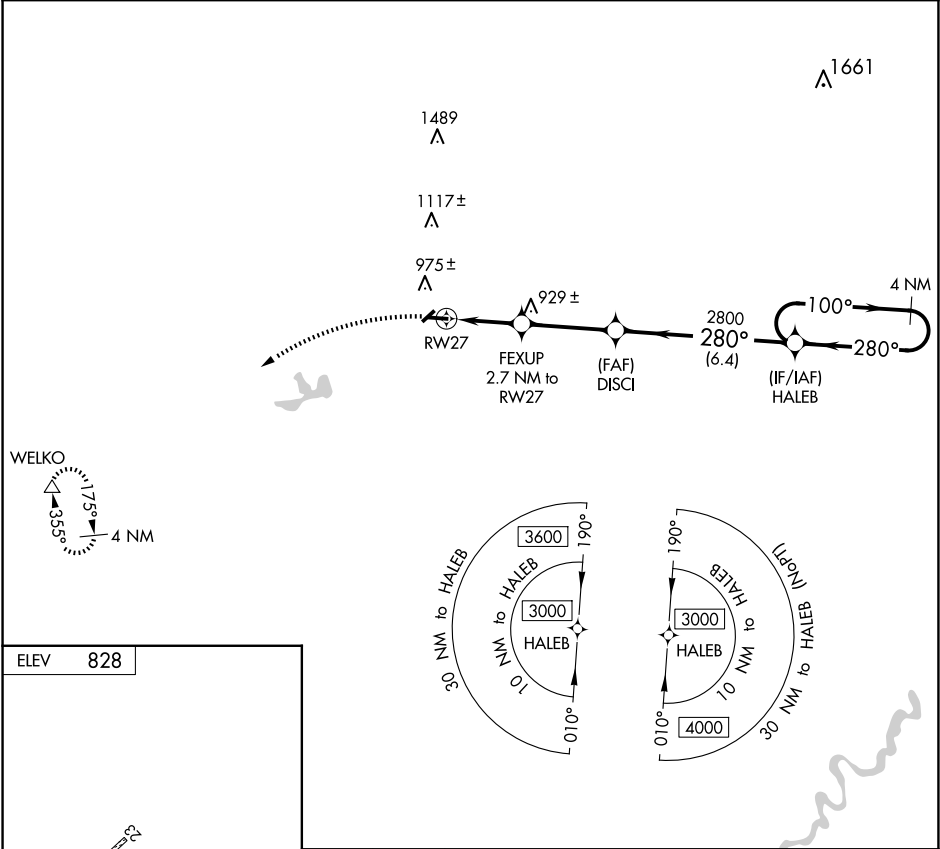 1661
1489
1117±
975±
929±
4 NM
100°
2800
280°
(6.4)
280°
RW27
FEXUP
2.7 NM to
RW27
(FAF)
DISCI
(IF/IAF)
HALEB
WELKO
175°
355°
4 NM
3600
190°
30 NM to HALEB
10 NM to HALEB
3000
HALEB
010°
190°
30 NM to HALEB (NoPT)
10 NM to HALEB
3000
HALEB
010°
4000
ELEV 828
23